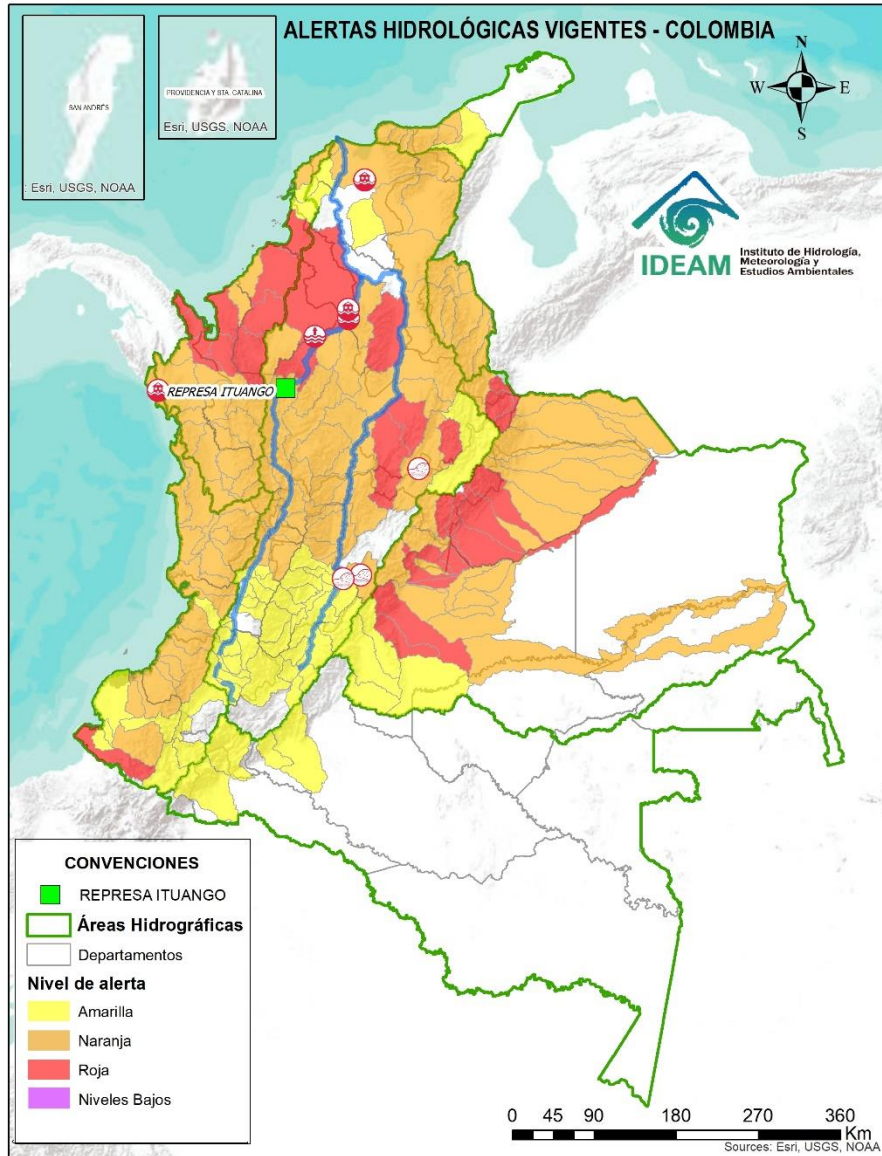 ALERTAS HIDROLÓGICAS VIGENTES - COLOMBIA
SAN ANDRÉS
: Esri, USGS, NOAA
PROVIDENCIA Y STA. CATALINA
Esri, USGS, NOAA
N
W E
S
IDEAM
Instituto de Hidrología,
Meteorología y
Estudios Ambientales
REPRESA ITUANGO
CONVENCIONES
REPRESA ITUANGO
Áreas Hidrográficas
Departamentos
Nivel de alerta
Amarilla
Naranja
Roja
Niveles Bajos
0 45 90 180 270 360
Km
Sources: Esri, USGS, NOAA